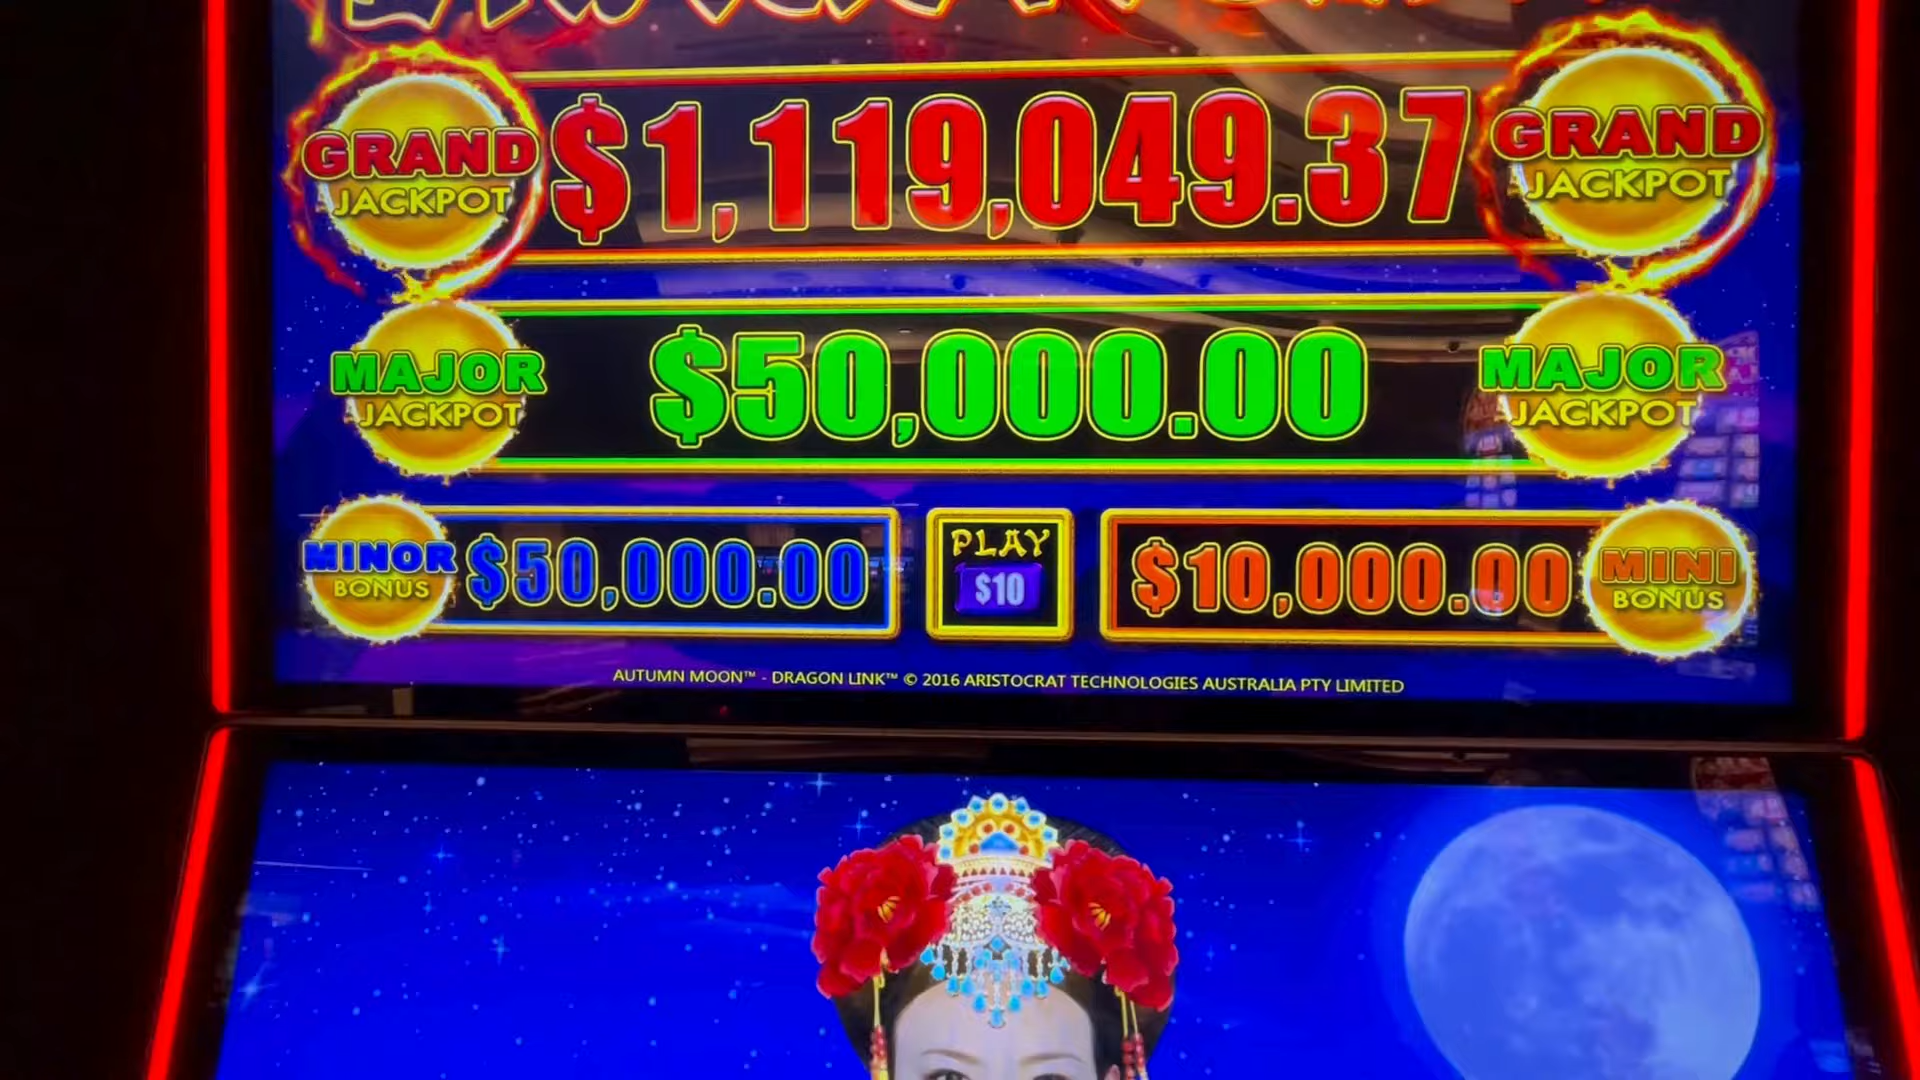 GRAND JACKPOT $1,119,049.37 GRAND JACKPOT
MAJOR JACKPOT $50,000.00 MAJOR JACKPOT
MINOR BONUS $50,000.00 PLAY $10 $10,000.00 MINI BONUS
AUTUMN MOON™ - DRAGON LINK™ © 2016 ARISTOCRAT TECHNOLOGIES AUSTRALIA PTY LIMITED